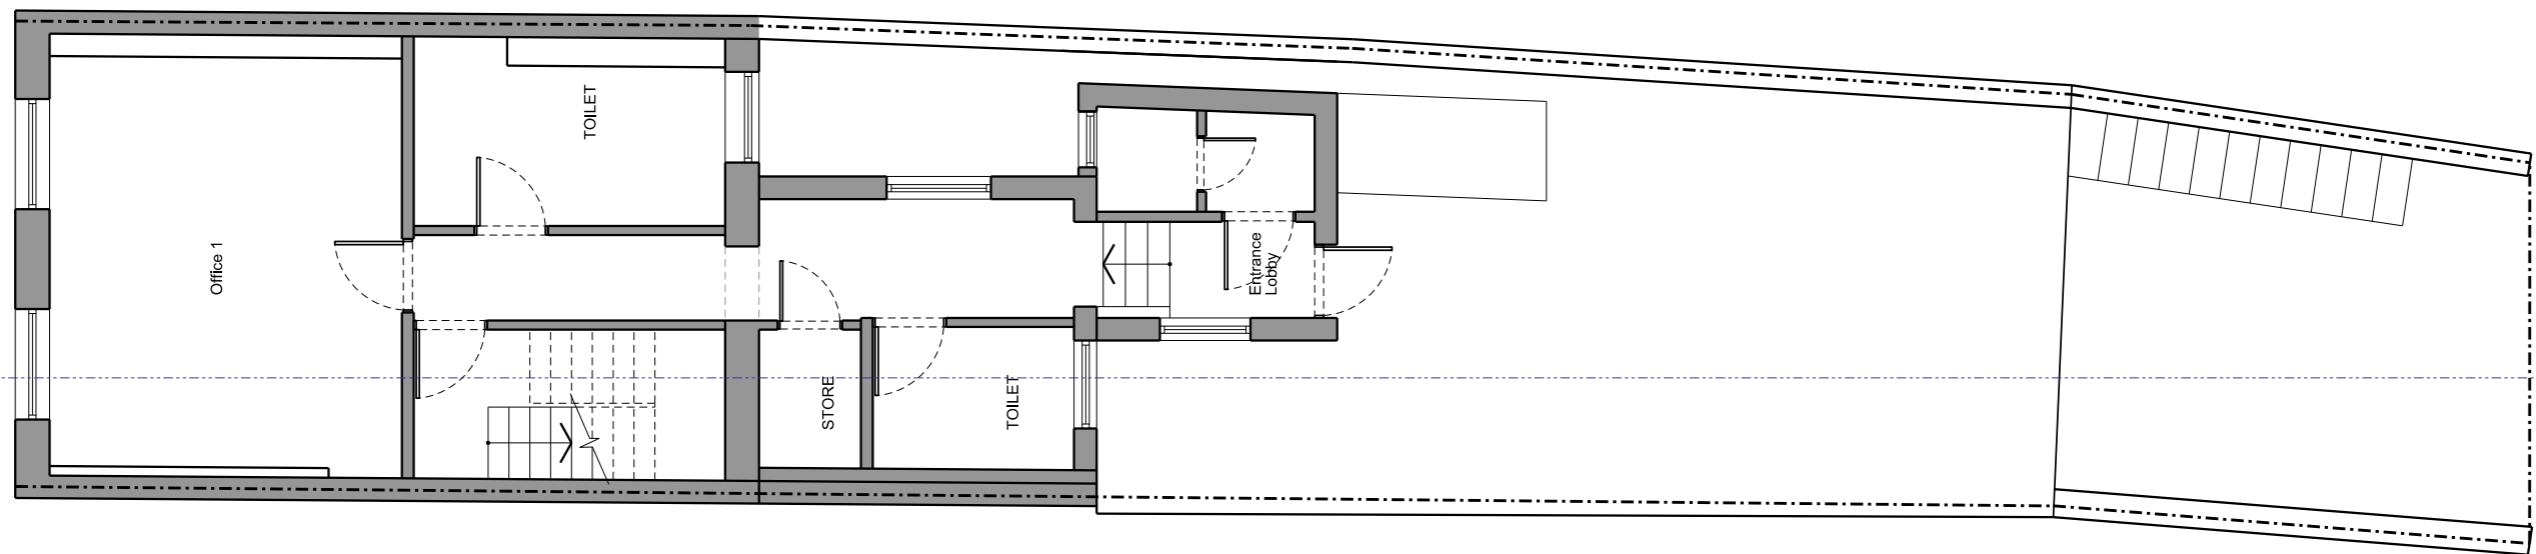 Office 1
TOILET
STORE
TOILET
Entrance
Lobby